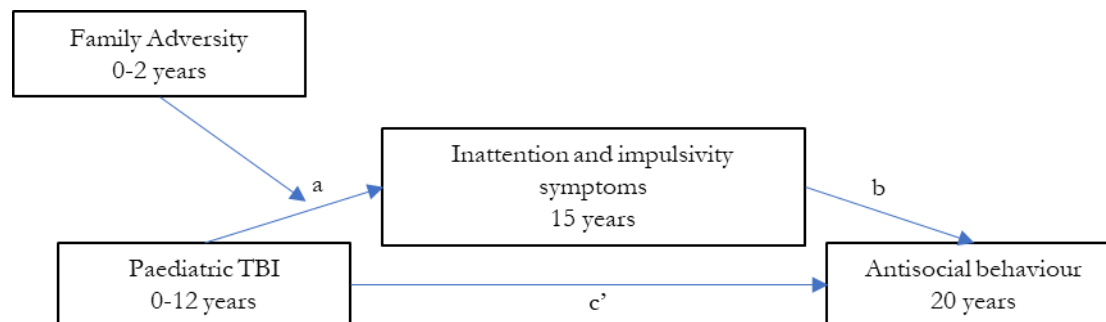 Family Adversity
0-2 years
Inattention and impulsivity
symptoms
15 years
a
b
Paediatric TBI
0-12 years
Antisocial behaviour
20 years
c’